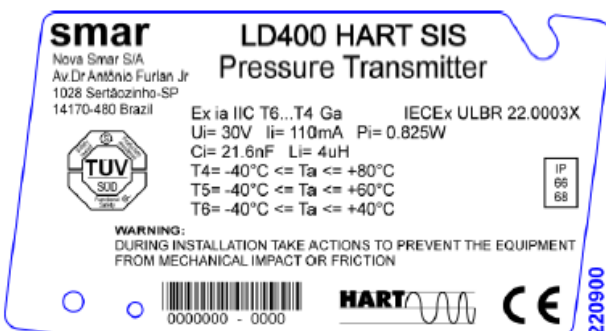 smar
LD400 HART SIS
Pressure Transmitter
Nova Smar S/A
Av.Dr Antônio Furlan Jr
1028 Sertãozinho-SP
14170-480 Brazil
Ex ia IIC T6...T4 Ga IECEx ULBR 22.0003X
Ui= 30V Ii= 110mA Pi= 0.825W
Ci= 21.6nF Li= 4uH
T4= -40°C <= Ta <= +80°C
T5= -40°C <= Ta <= +60°C
T6= -40°C <= Ta <= +40°C
TUV
SUD
IP
66
68
WARNING:
DURING INSTALLATION TAKE ACTIONS TO PREVENT THE EQUIPMENT
FROM MECHANICAL IMPACT OR FRICTION
0000000 - 0000
HART
CE
220900